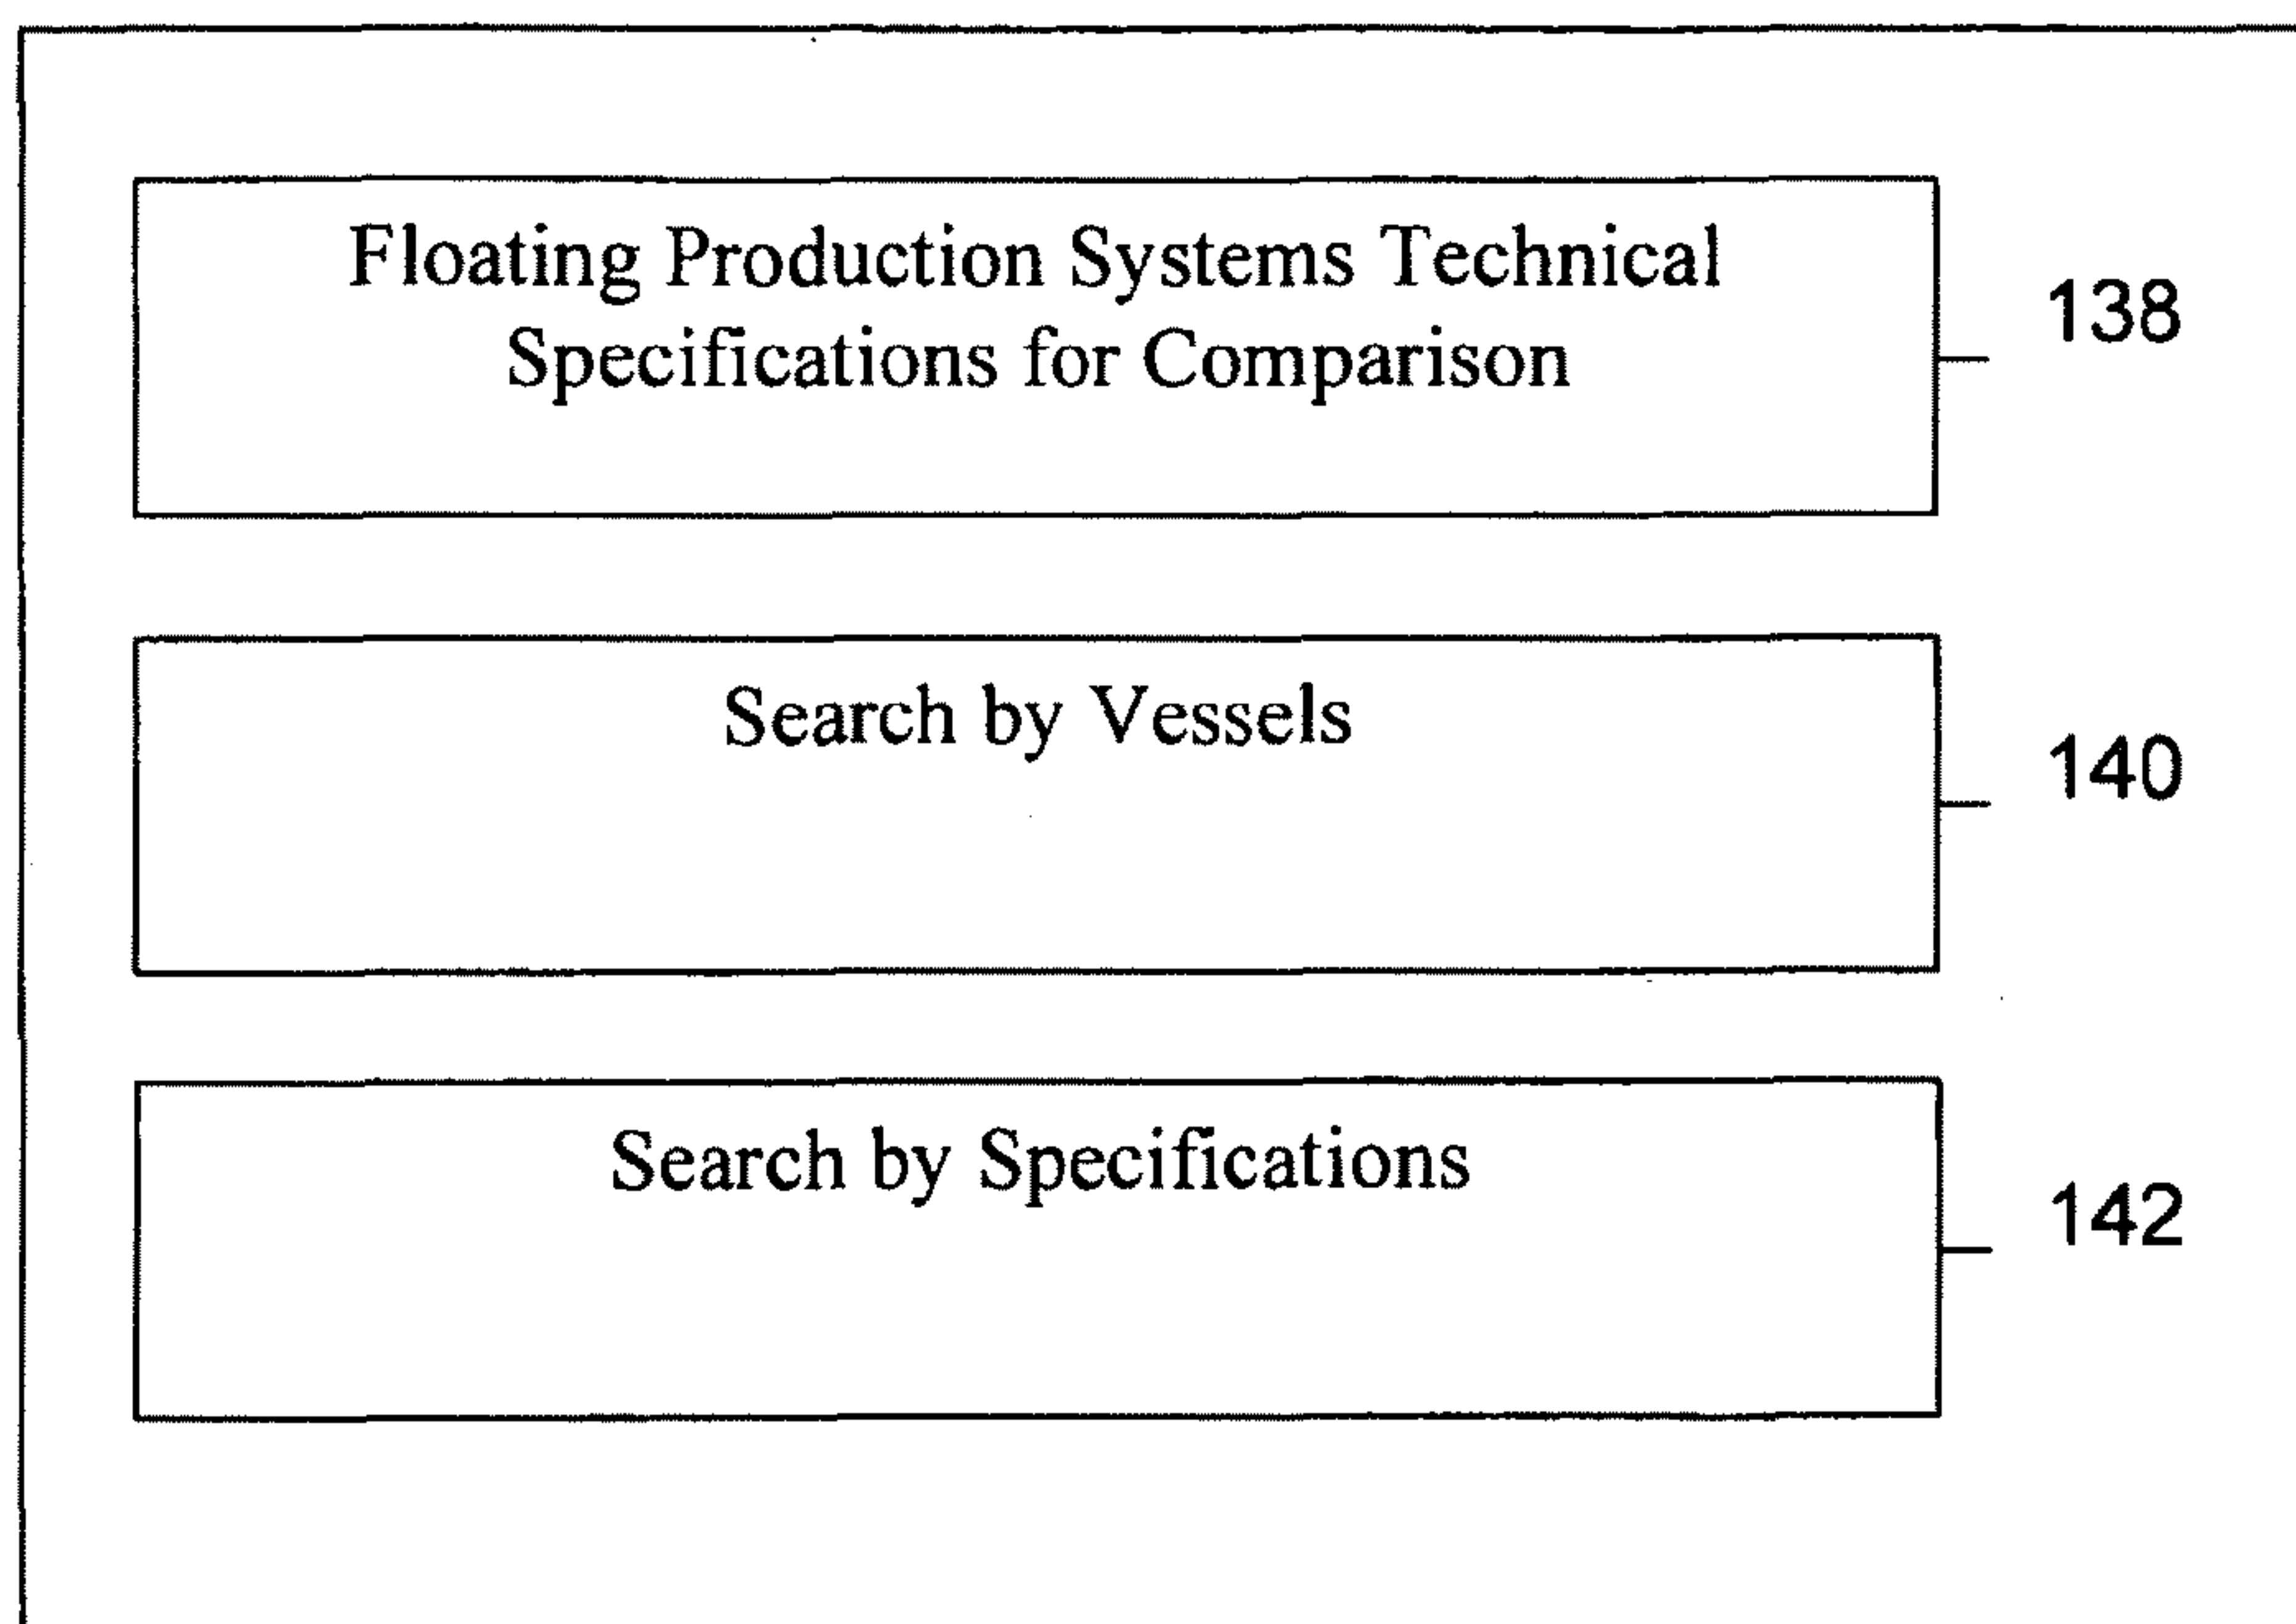 Floating Production Systems Technical
Specifications for Comparison
138
Search by Vessels
140
Search by Specifications
142